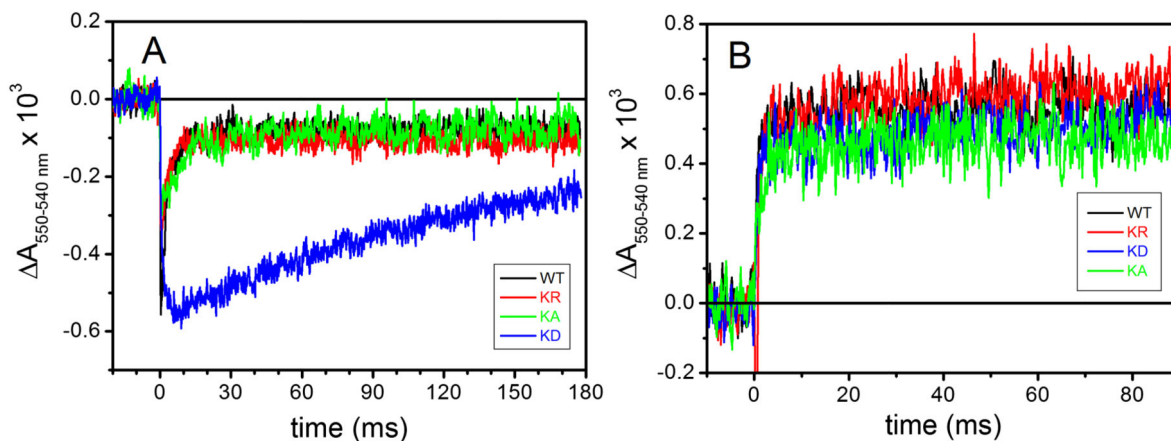 A
ΔA550-540 nm x 10³
0.2
0.0
-0.2
-0.4
-0.6
0 30 60 90 120 150 180
time (ms)
WT
KR
KA
KD
B
ΔA550-540 nm x 10³
0.8
0.6
0.4
0.2
0.0
-0.2
0 20 40 60 80
time (ms)
WT
KR
KD
KA